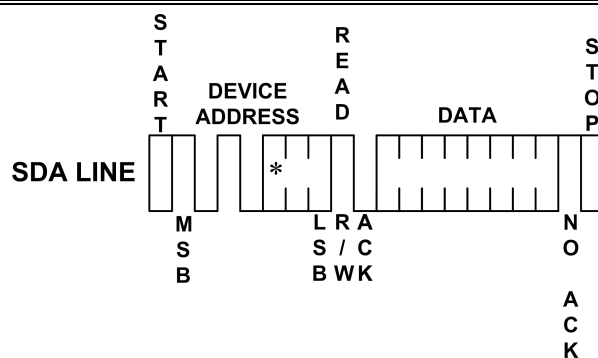 START
DEVICE
ADDRESS
READ
DATA
STOP
SDA LINE
*
MSB
LSB
R/W
ACK
NO ACK